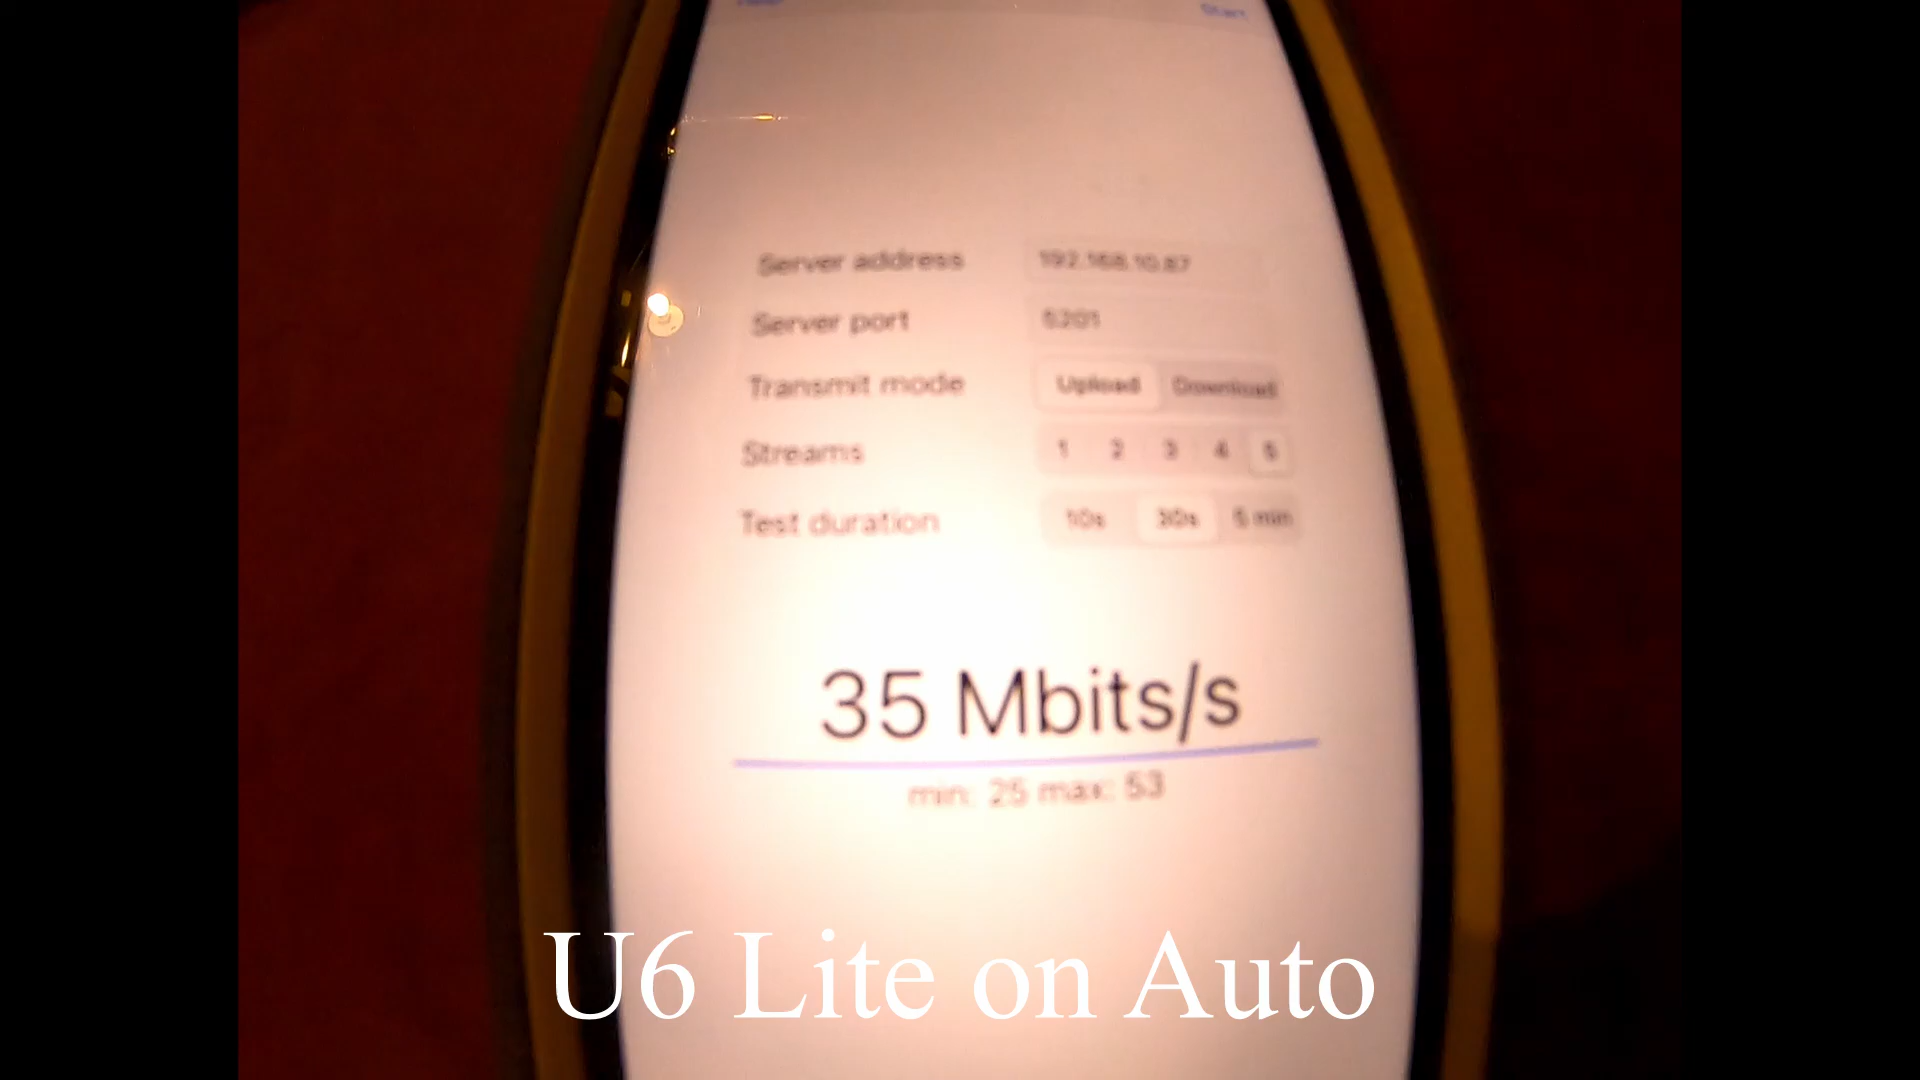 Start
Server address 192.168.10.87
Server port 5201
Transmit mode Upload Download
Streams 1 2 3 4 5
Test duration 10s 30s 5 min
35 Mbits/s
min: 25 max: 53
U6 Lite on Auto